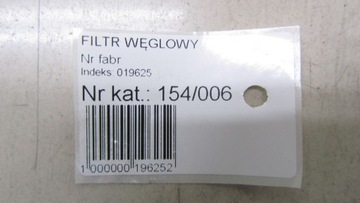 FILTR WĘGLOWY
Nr fabr
Indeks 019625
Nr kat.: 154/006
1 000000 196252